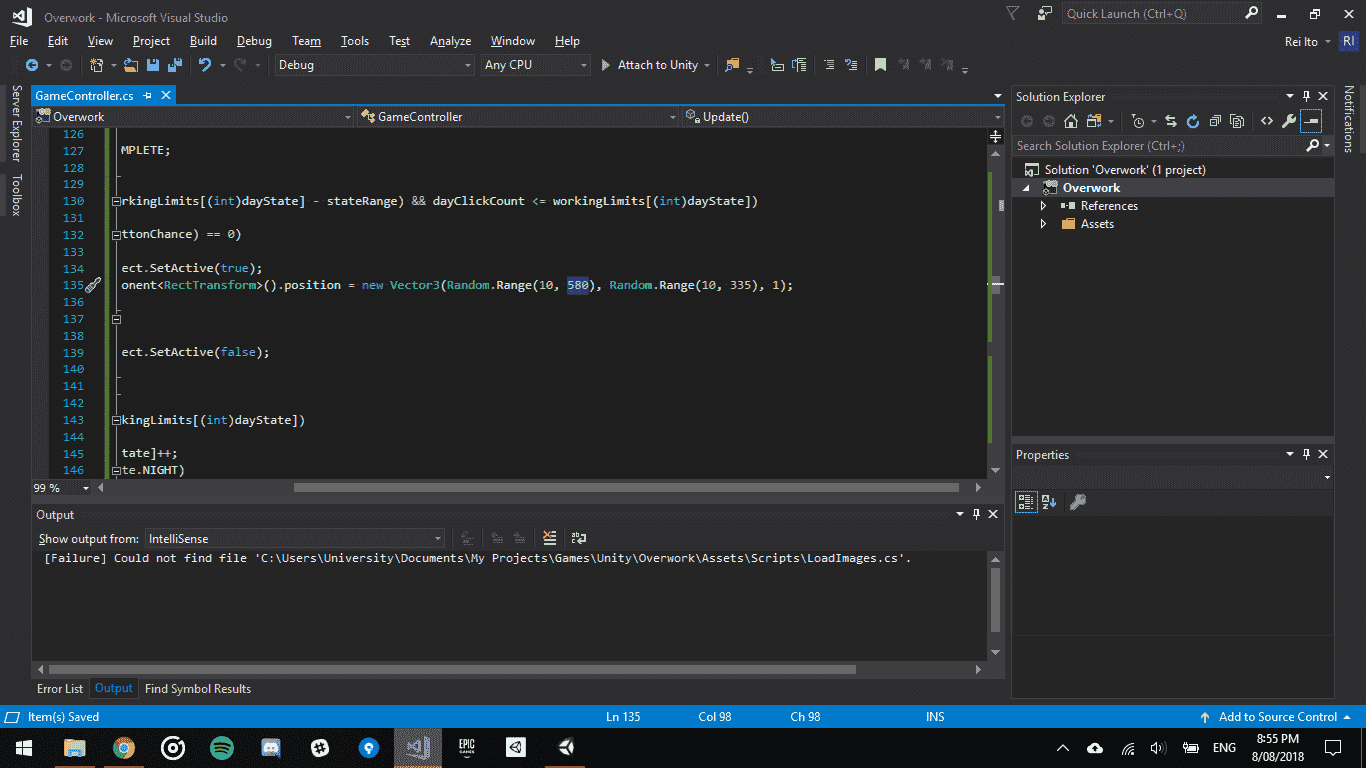 Overwork - Microsoft Visual Studio
Quick Launch (Ctrl+Q)
File Edit View Project Build Debug Team Tools Test Analyze Window Help
Rei Ito RI
Debug Any CPU Attach to Unity
Server Explorer
Toolbox
GameController.cs
Overwork GameController Update()
126
127 MPLETE;
128
129
130 rkingLimits[(int)dayState] - stateRange) && dayClickCount <= workingLimits[(int)dayState])
131
132 ttonChance) == 0)
133
134 ect.SetActive(true);
135 onent<RectTransform>().position = new Vector3(Random.Range(10, 580), Random.Range(10, 335), 1);
136
137
138
139 ect.SetActive(false);
140
141
142
143 kingLimits[(int)dayState])
144
145 tate]++;
146 te.NIGHT)
99 %
Output
Show output from: IntelliSense
[Failure] Could not find file 'C:\Users\University\Documents\My Projects\Games\Unity\Overwork\Assets\Scripts\LoadImages.cs'.
Error List Output Find Symbol Results
Solution Explorer
Search Solution Explorer (Ctrl+;)
Solution 'Overwork' (1 project)
Overwork
References
Assets
Properties
Notifications
Item(s) Saved Ln 135 Col 98 Ch 98 INS Add to Source Control
EPIC
GAMES
ENG
8:55 PM
8/08/2018